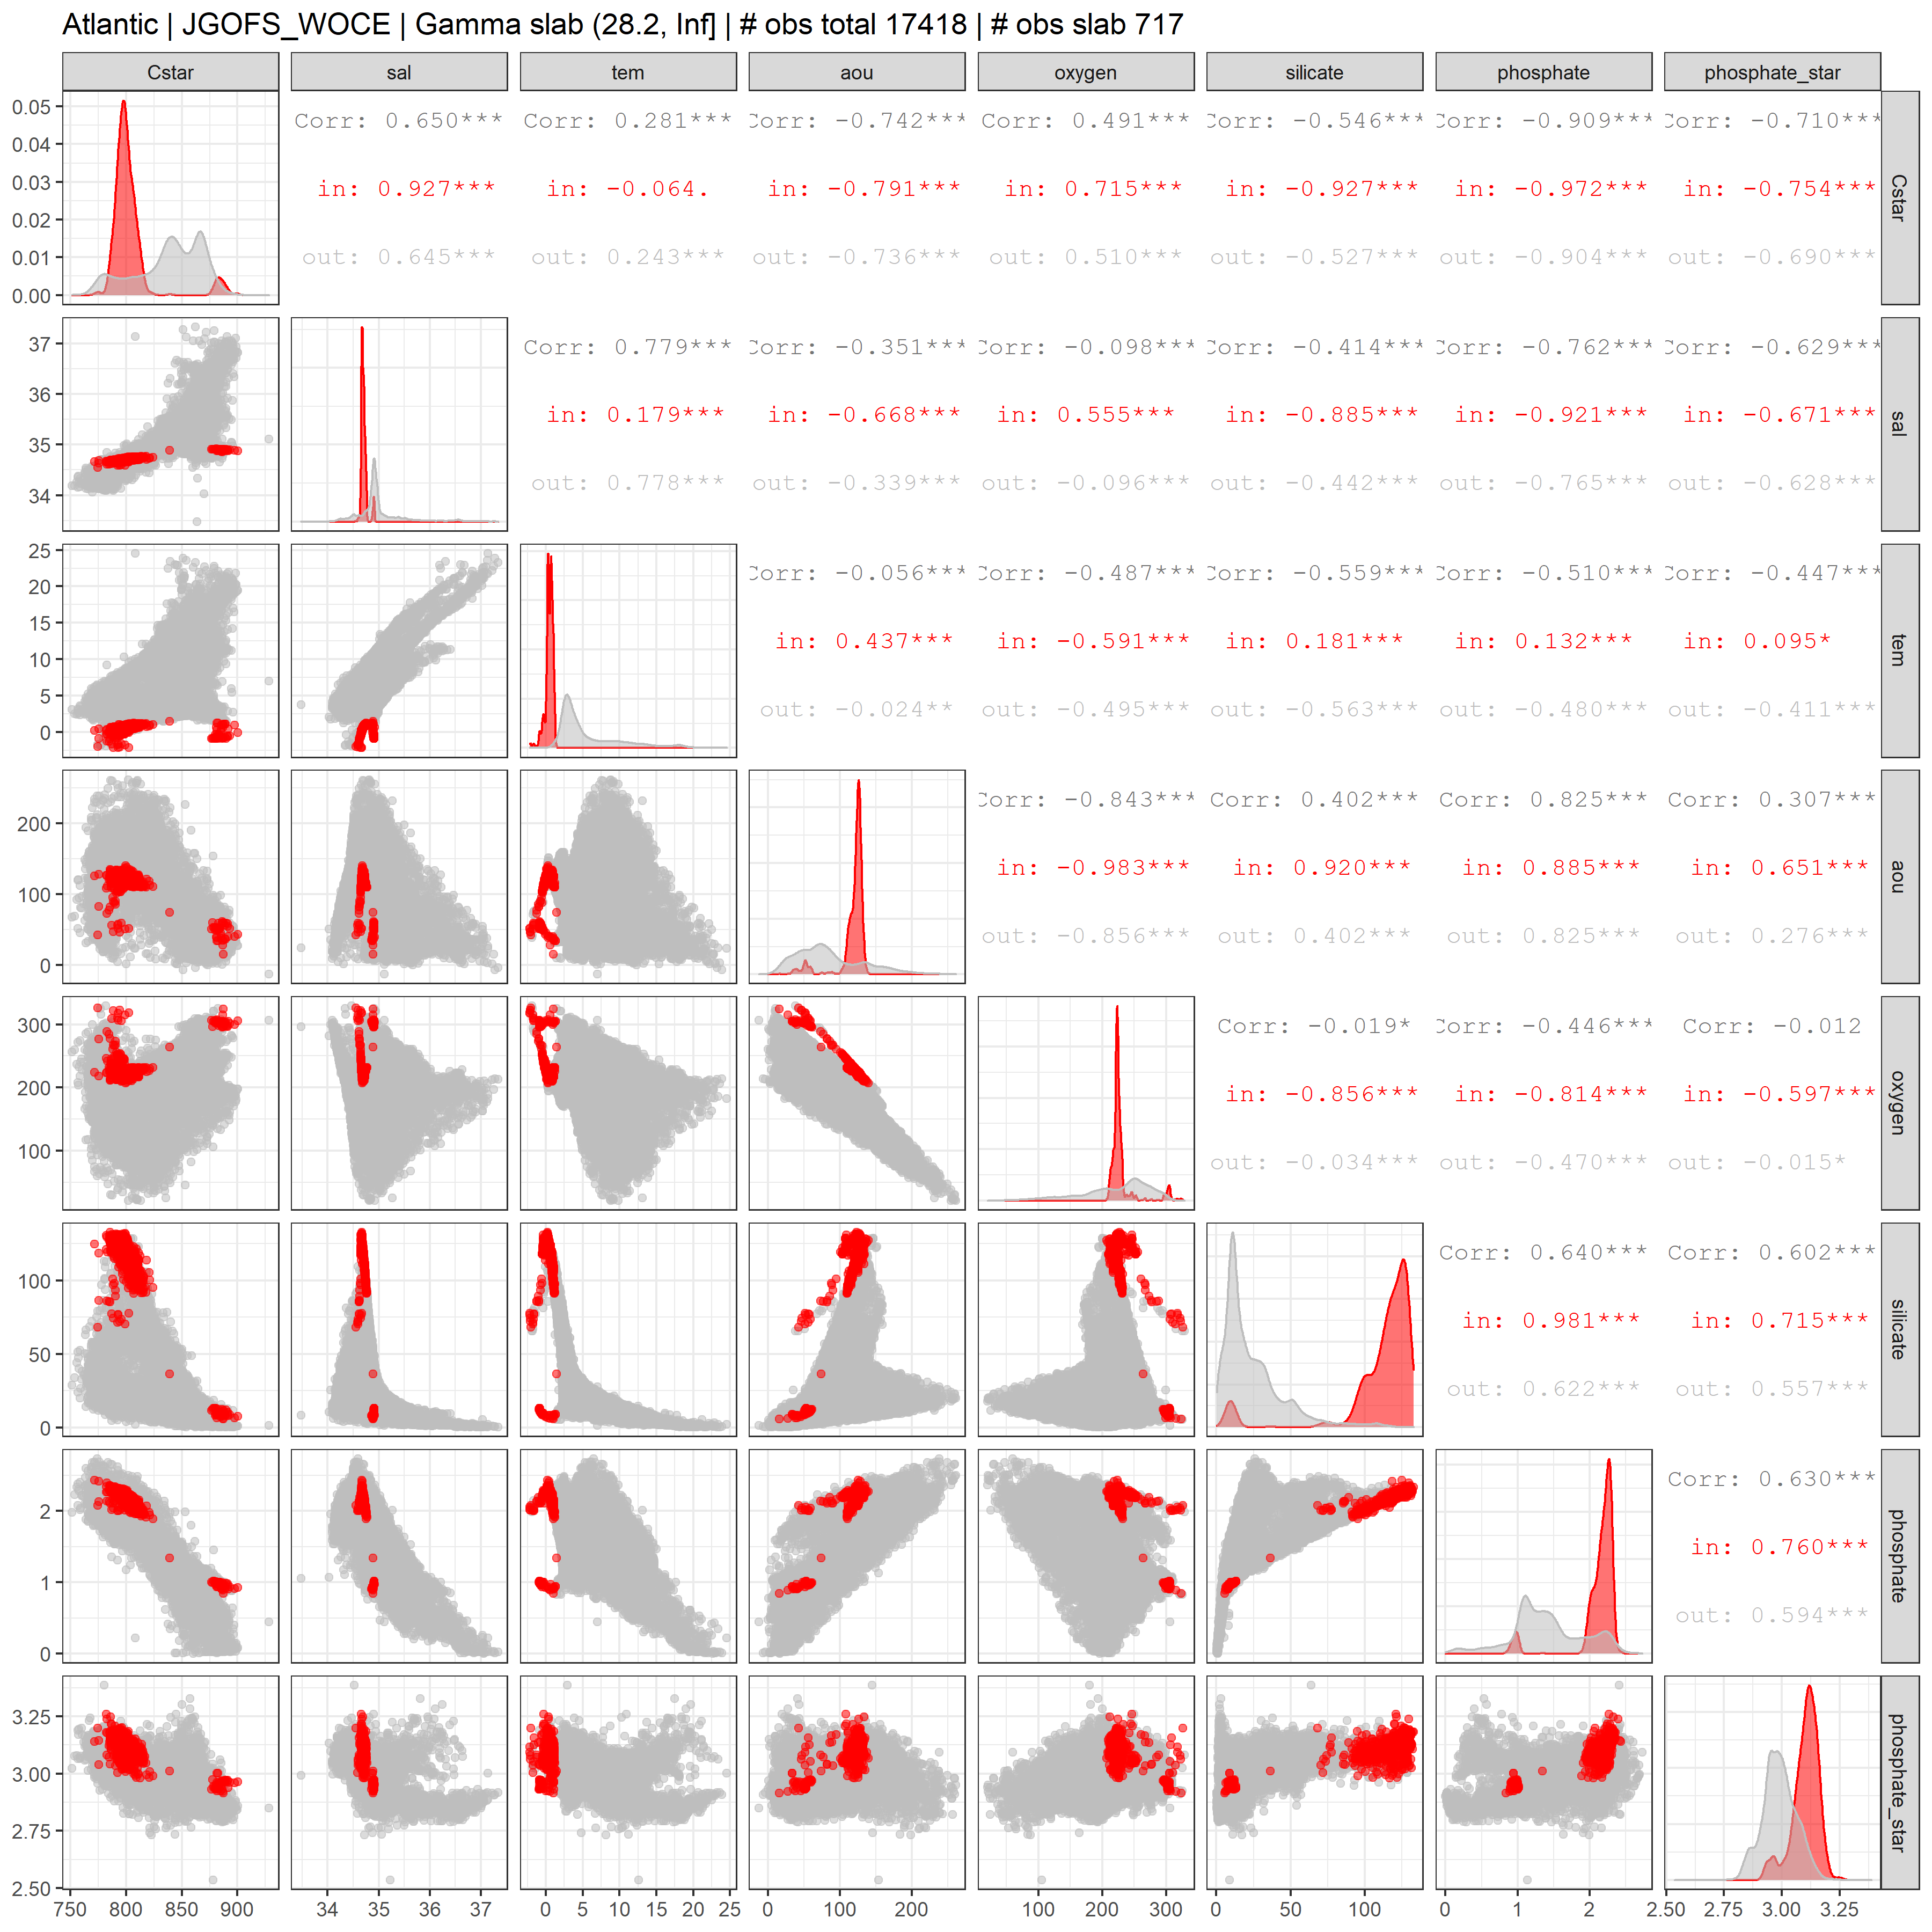 Atlantic | JGOFS_WOCE | Gamma slab (28.2, Inf] | # obs total 17418 | # obs slab 717
Cstar sal tem aou oxygen silicate phosphate phosphate_star
0.05
0.04
0.03
0.02
0.01
0.00
Corr: 0.650*** Corr: 0.281*** Corr: -0.742*** Corr: 0.491*** Corr: -0.546*** Corr: -0.909*** Corr: -0.710***
in: 0.927*** in: -0.064. in: -0.791*** in: 0.715*** in: -0.927*** in: -0.972*** in: -0.754***
out: 0.645*** out: 0.243*** out: -0.736*** out: 0.510*** out: -0.527*** out: -0.904*** out: -0.690***
Cstar
37
36
35
34
Corr: 0.779*** Corr: -0.351*** Corr: -0.098*** Corr: -0.414*** Corr: -0.762*** Corr: -0.629***
in: 0.179*** in: -0.668*** in: 0.555*** in: -0.885*** in: -0.921*** in: -0.671***
out: 0.778*** out: -0.339*** out: -0.096*** out: -0.442*** out: -0.765*** out: -0.628***
sal
25
20
15
10
5
0
Corr: -0.056*** Corr: -0.487*** Corr: -0.559*** Corr: -0.510*** Corr: -0.447***
in: 0.437*** in: -0.591*** in: 0.181*** in: 0.132*** in: 0.095*
out: -0.024** out: -0.495*** out: -0.563*** out: -0.480*** out: -0.411***
tem
200
100
0
Corr: -0.843*** Corr: 0.402*** Corr: 0.825*** Corr: 0.307***
in: -0.983*** in: 0.920*** in: 0.885*** in: 0.651***
out: -0.856*** out: 0.402*** out: 0.825*** out: 0.276***
aou
300
200
100
Corr: -0.019* Corr: -0.446*** Corr: -0.012
in: -0.856*** in: -0.814*** in: -0.597***
out: -0.034*** out: -0.470*** out: -0.015*
oxygen
100
50
0
Corr: 0.640*** Corr: 0.602***
in: 0.981*** in: 0.715***
out: 0.622*** out: 0.557***
silicate
2
1
0
Corr: 0.630***
in: 0.760***
out: 0.594***
phosphate
3.25
3.00
2.75
2.50
phosphate_star
750 800 850 900 34 35 36 37 0 5 10 15 20 25 0 100 200 100 200 300 0 50 100 0 1 2 2.50 2.75 3.00 3.25